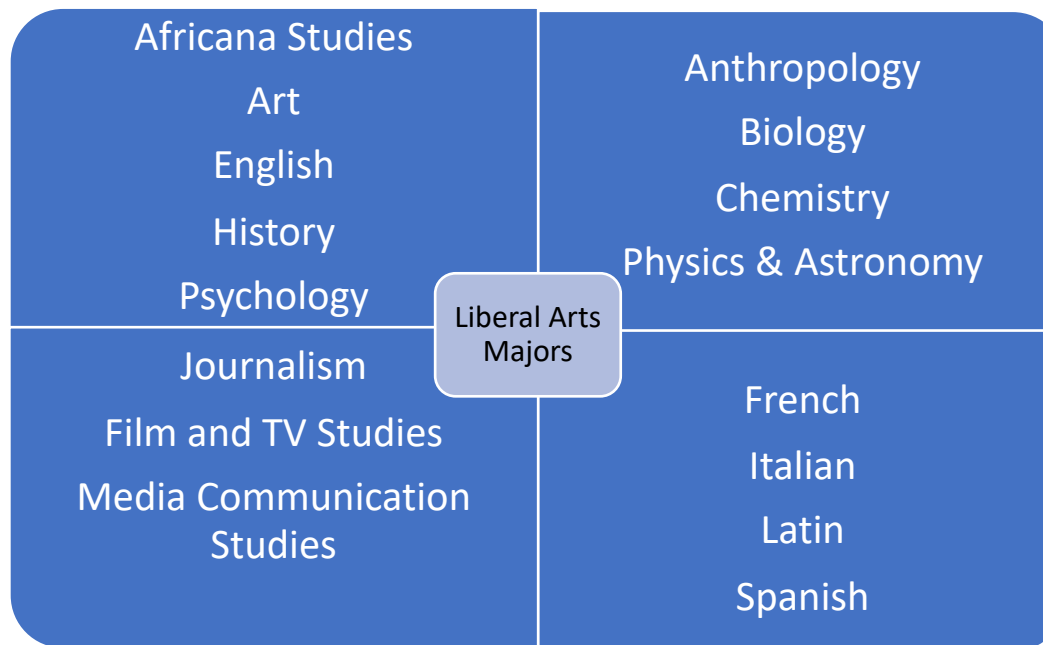 Africana Studies
Art
English
History
Psychology
Anthropology
Biology
Chemistry
Physics & Astronomy
Liberal Arts
Majors
Journalism
Film and TV Studies
Media Communication
Studies
French
Italian
Latin
Spanish